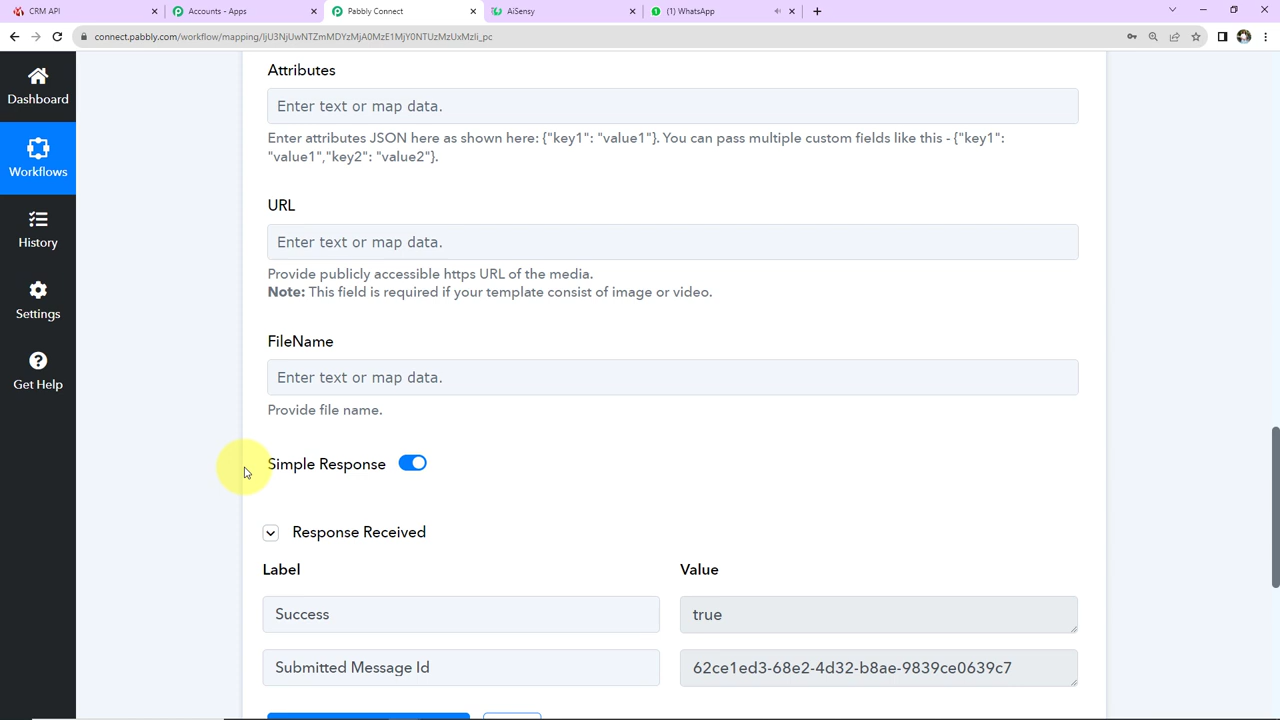 CRM API
Accounts - Apps
Pabbly Connect
AiSensy
(1) WhatsApp
connect.pabbly.com/workflow/mapping/IjU3NjUwNTZmMDYzMjA0MzE1MjY0NTUzMzUxMzIi_pc
Dashboard
Workflows
History
Settings
Get Help
Attributes
Enter text or map data.
Enter attributes JSON here as shown here: {"key1": "value1"}. You can pass multiple custom fields like this - {"key1":
"value1","key2": "value2"}.
URL
Enter text or map data.
Provide publicly accessible https URL of the media.
Note: This field is required if your template consist of image or video.
FileName
Enter text or map data.
Provide file name.
Simple Response
Response Received
Label
Value
Success
true
Submitted Message Id
62ce1ed3-68e2-4d32-b8ae-9839ce0639c7